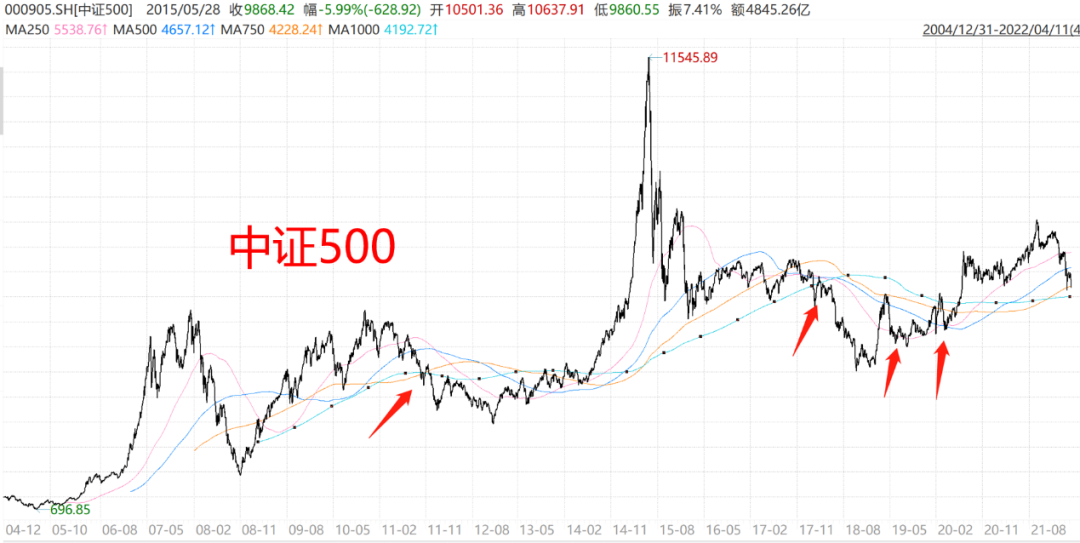 000905.SH[中证500] 2015/05/28 收9868.42 幅-5.99%(-628.92) 开10501.36 高10637.91 低9860.55 振7.41% 额4845.26亿
MA250 5538.76↑ MA500 4657.12↑ MA750 4228.24↑ MA1000 4192.72↑ 2004/12/31-2022/04/11(4
11545.89
中证500
696.85
04-12 05-10 06-08 07-05 08-02 08-11 09-08 10-05 11-02 11-11 12-08 13-05 14-02 14-11 15-08 16-05 17-02 17-11 18-08 19-05 20-02 20-11 21-08